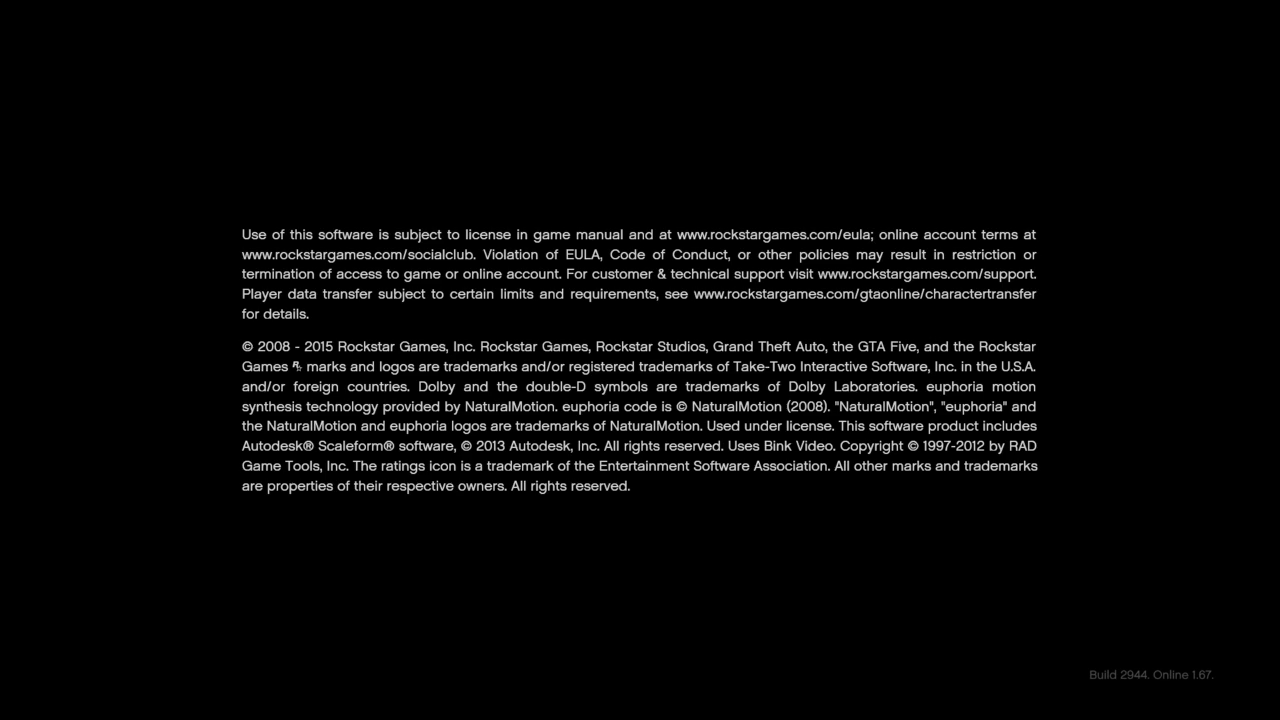 Use of this software is subject to license in game manual and at www.rockstargames.com/eula; online account terms at
www.rockstargames.com/socialclub. Violation of EULA, Code of Conduct, or other policies may result in restriction or
termination of access to game or online account. For customer & technical support visit www.rockstargames.com/support.
Player data transfer subject to certain limits and requirements, see www.rockstargames.com/gtaonline/charactertransfer
for details.
© 2008 - 2015 Rockstar Games, Inc. Rockstar Games, Rockstar Studios, Grand Theft Auto, the GTA Five, and the Rockstar
Games R* marks and logos are trademarks and/or registered trademarks of Take-Two Interactive Software, Inc. in the U.S.A.
and/or foreign countries. Dolby and the double-D symbols are trademarks of Dolby Laboratories. euphoria motion
synthesis technology provided by NaturalMotion. euphoria code is © NaturalMotion (2008). "NaturalMotion", "euphoria" and
the NaturalMotion and euphoria logos are trademarks of NaturalMotion. Used under license. This software product includes
Autodesk® Scaleform® software, © 2013 Autodesk, Inc. All rights reserved. Uses Bink Video. Copyright © 1997-2012 by RAD
Game Tools, Inc. The ratings icon is a trademark of the Entertainment Software Association. All other marks and trademarks
are properties of their respective owners. All rights reserved.
Build 2944. Online 1.67.